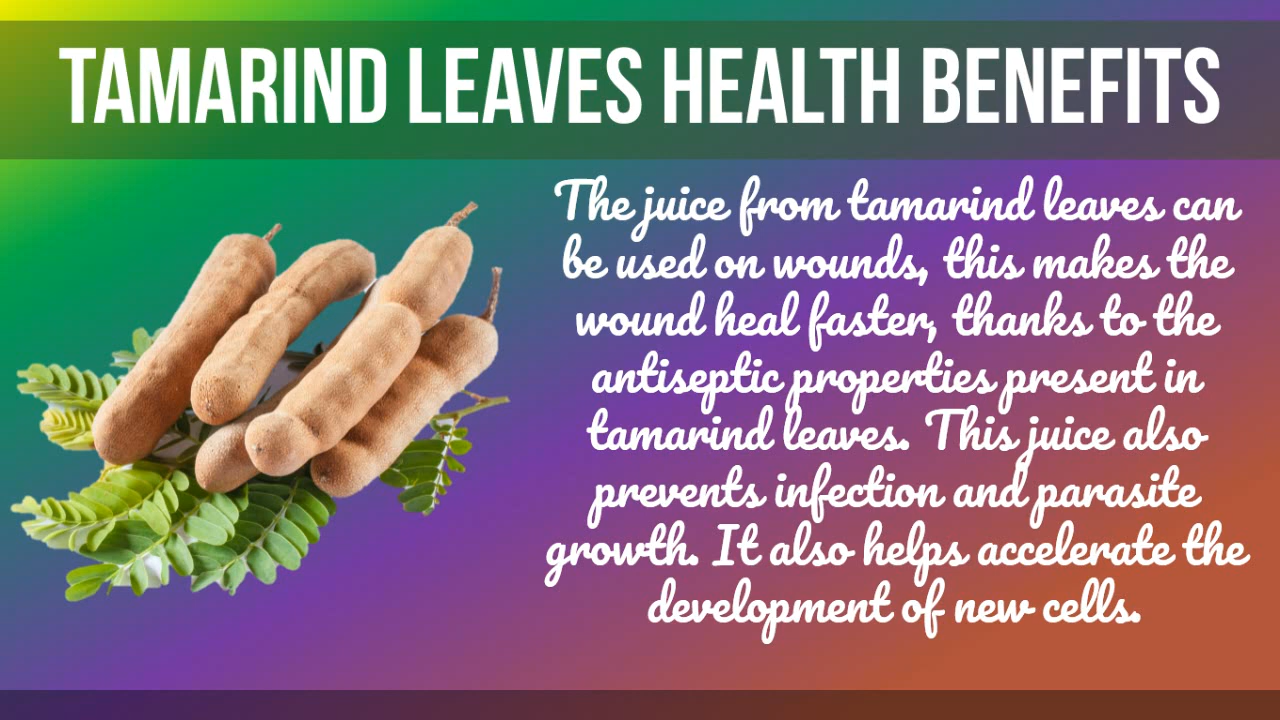 TAMARIND LEAVES HEALTH BENEFITS
The juice from tamarind leaves can
be used on wounds, this makes the
wound heal faster, thanks to the
antiseptic properties present in
tamarind leaves. This juice also
prevents infection and parasite
growth. It also helps accelerate the
development of new cells.